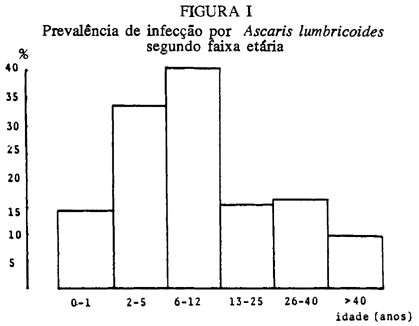 FIGURA I
Prevalência de infecção por Ascaris lumbricoides
segundo faixa etária
%
40
35
30
25
20
15
10
5
0-1 2-5 6-12 13-25 26-40 >40
idade (anos)